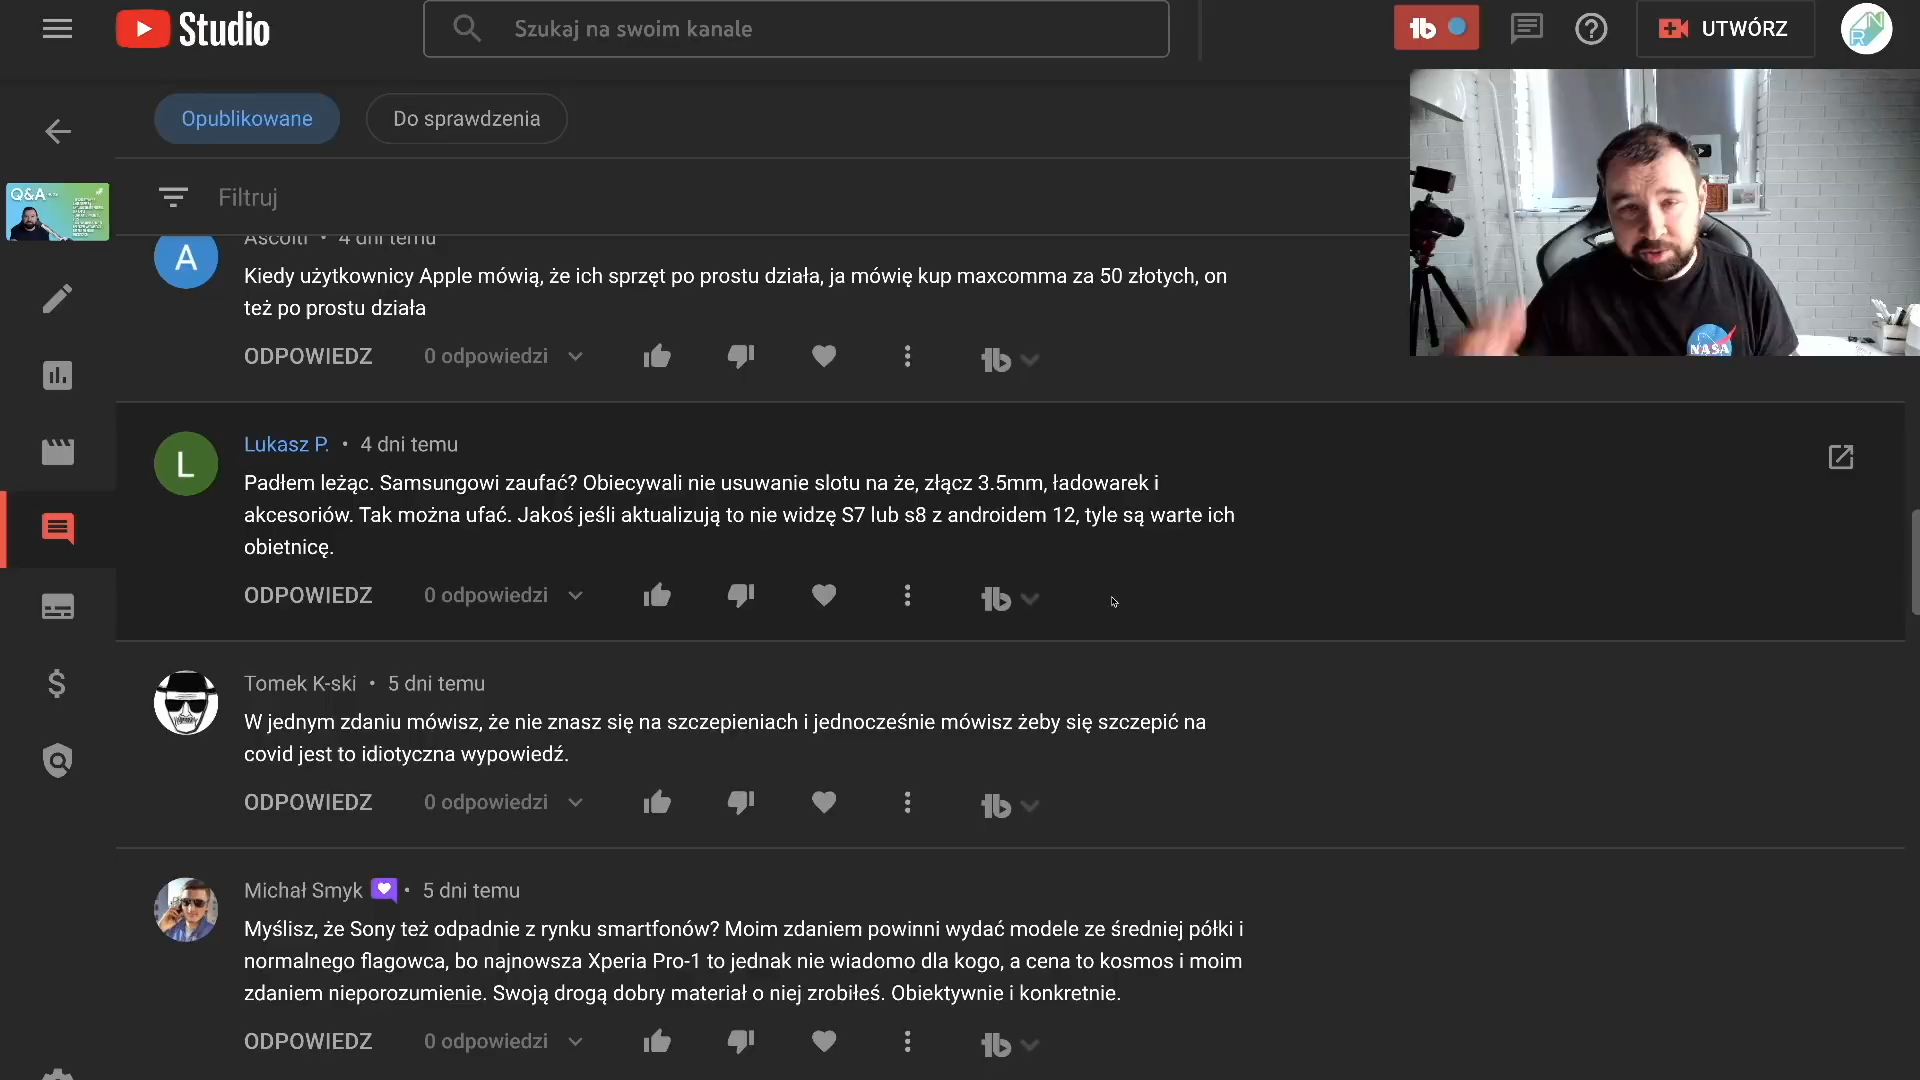 Studio
Szukaj na swoim kanale
UTWÓRZ
Opublikowane
Do sprawdzenia
Q&A
Filtruj
Ascolti • 4 dni temu
Kiedy użytkownicy Apple mówią, że ich sprzęt po prostu działa, ja mówię kup maxcomma za 50 złotych, on
też po prostu działa
ODPOWIEDZ 0 odpowiedzi
Lukasz P. • 4 dni temu
Padłem leżąc. Samsungowi zaufać? Obiecywali nie usuwanie slotu na że, złącz 3.5mm, ładowarek i
akcesoriów. Tak można ufać. Jakoś jeśli aktualizują to nie widzę S7 lub s8 z androidem 12, tyle są warte ich
obietnicę.
ODPOWIEDZ 0 odpowiedzi
Tomek K-ski • 5 dni temu
W jednym zdaniu mówisz, że nie znasz się na szczepieniach i jednocześnie mówisz żeby się szczepić na
covid jest to idiotyczna wypowiedź.
ODPOWIEDZ 0 odpowiedzi
Michał Smyk • 5 dni temu
Myślisz, że Sony też odpadnie z rynku smartfonów? Moim zdaniem powinni wydać modele ze średniej półki i
normalnego flagowca, bo najnowsza Xperia Pro-1 to jednak nie wiadomo dla kogo, a cena to kosmos i moim
zdaniem nieporozumienie. Swoją drogą dobry materiał o niej zrobiłeś. Obiektywnie i konkretnie.
ODPOWIEDZ 0 odpowiedzi
A
L
NASA